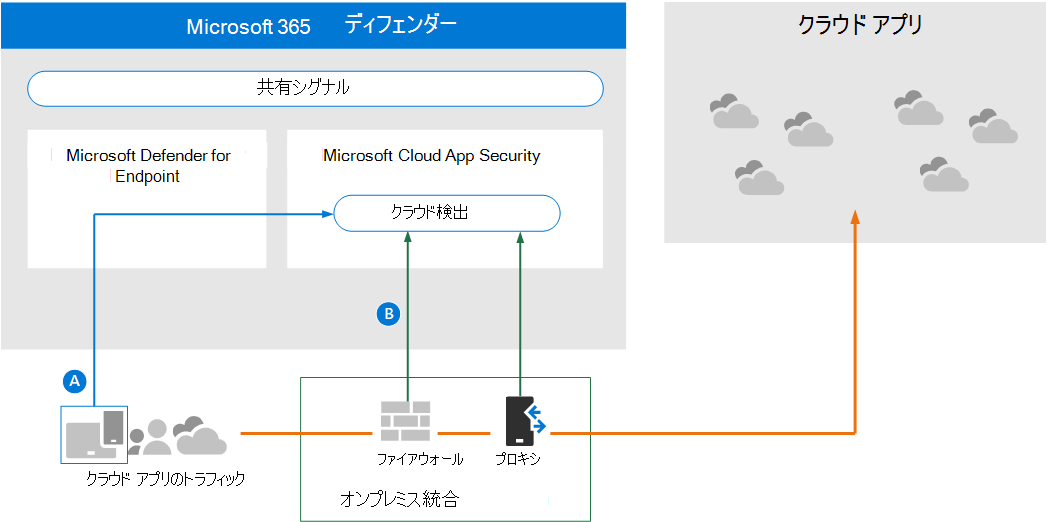 Microsoft 365 ディフェンダー
クラウド アプリ
共有シグナル
Microsoft Defender for
Endpoint
Microsoft Cloud App Security
クラウド検出
B
A
ファイアウォール
プロキシ
クラウド アプリのトラフィック
オンプレミス統合